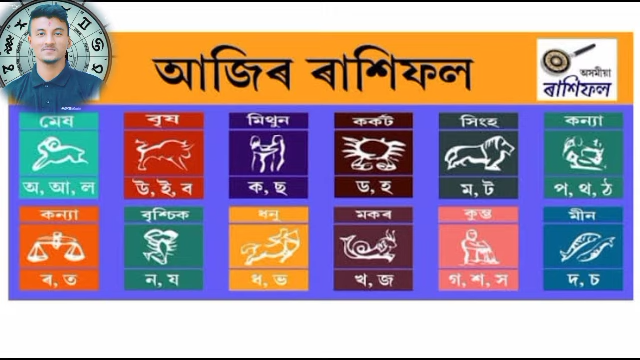 আজিৰ ৰাশিফল
অসমীয়া
ৰাশিফল
মেষ
বৃষ
মিথুন
কৰ্কট
সিংহ
কন্যা
অ, আ, ল
উ, ই, ব
ক, ছ
ড, হ
ম, ট
প, থ, ঠ
কন্যা
বৃশ্চিক
ধনু
মকৰ
কুম্ভ
মীন
ৰ, ত
ন, য
ধ, ভ
খ, জ
গ, শ, স
দ, চ